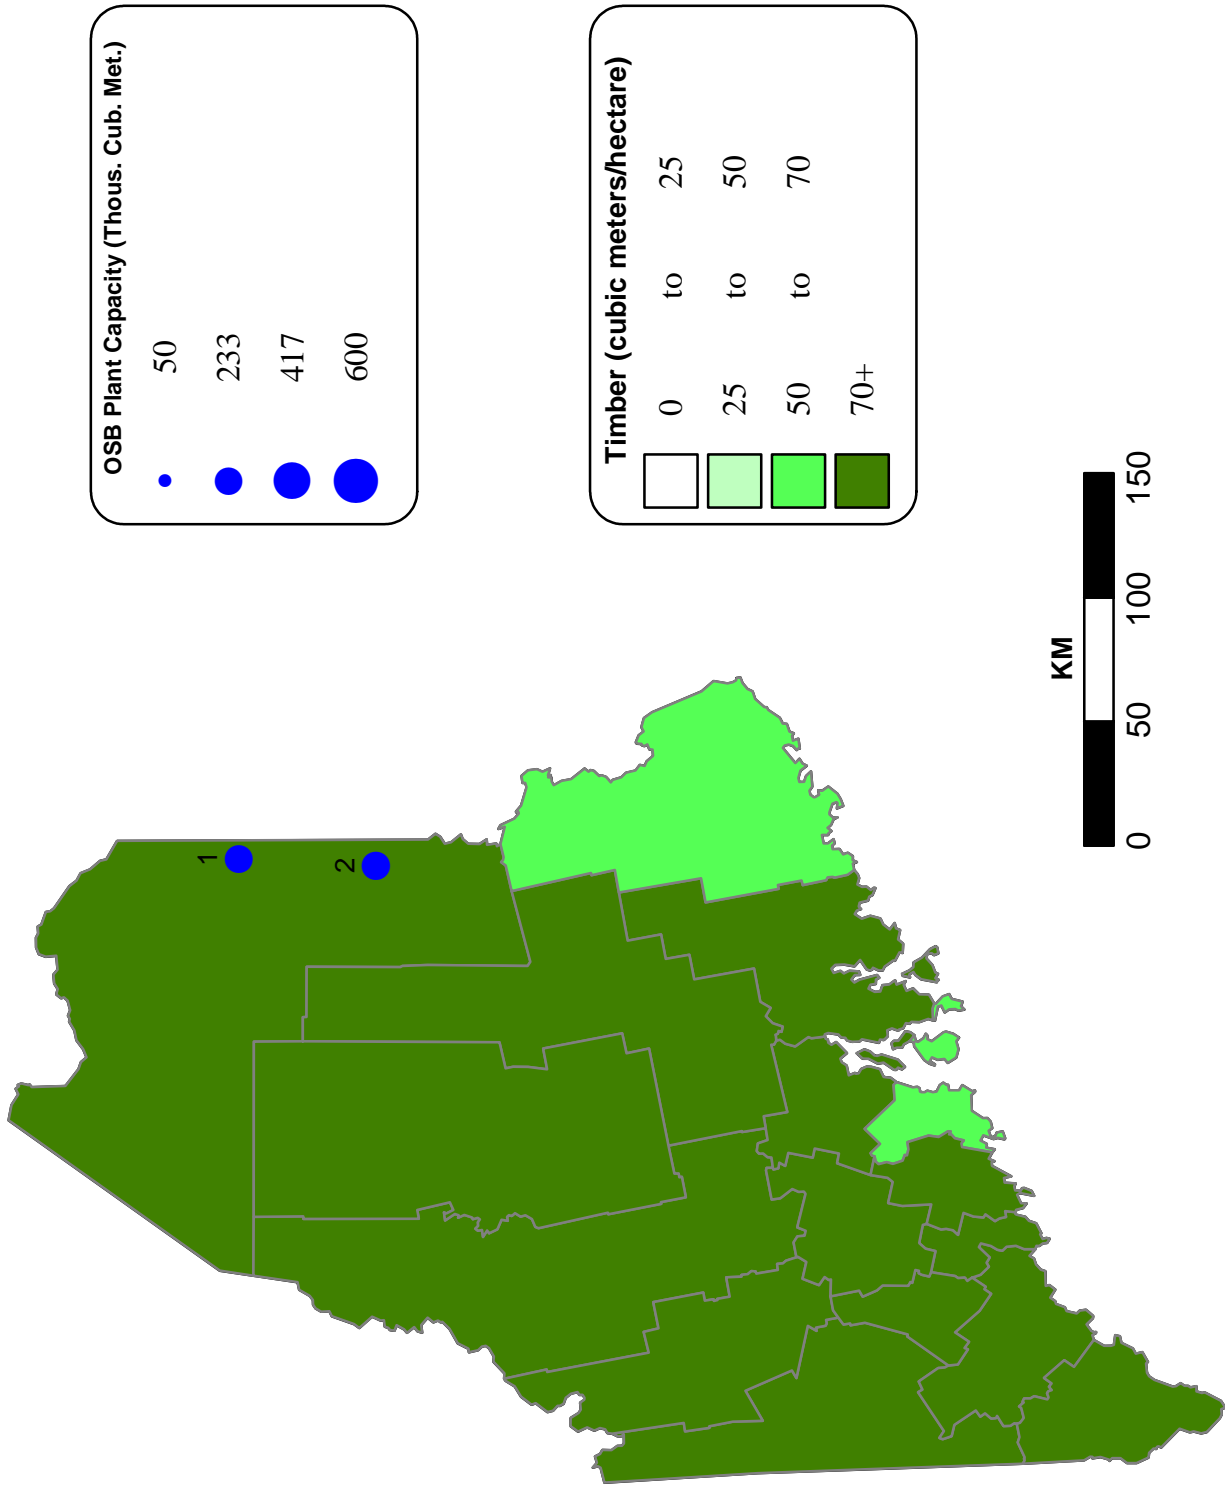 OSB Plant Capacity (Thous. Cub. Met.)
50
233
417
600
Timber (cubic meters/hectare)
0 to 25
25 to 50
50 to 70
70+
1
2
KM
0 50 100 150